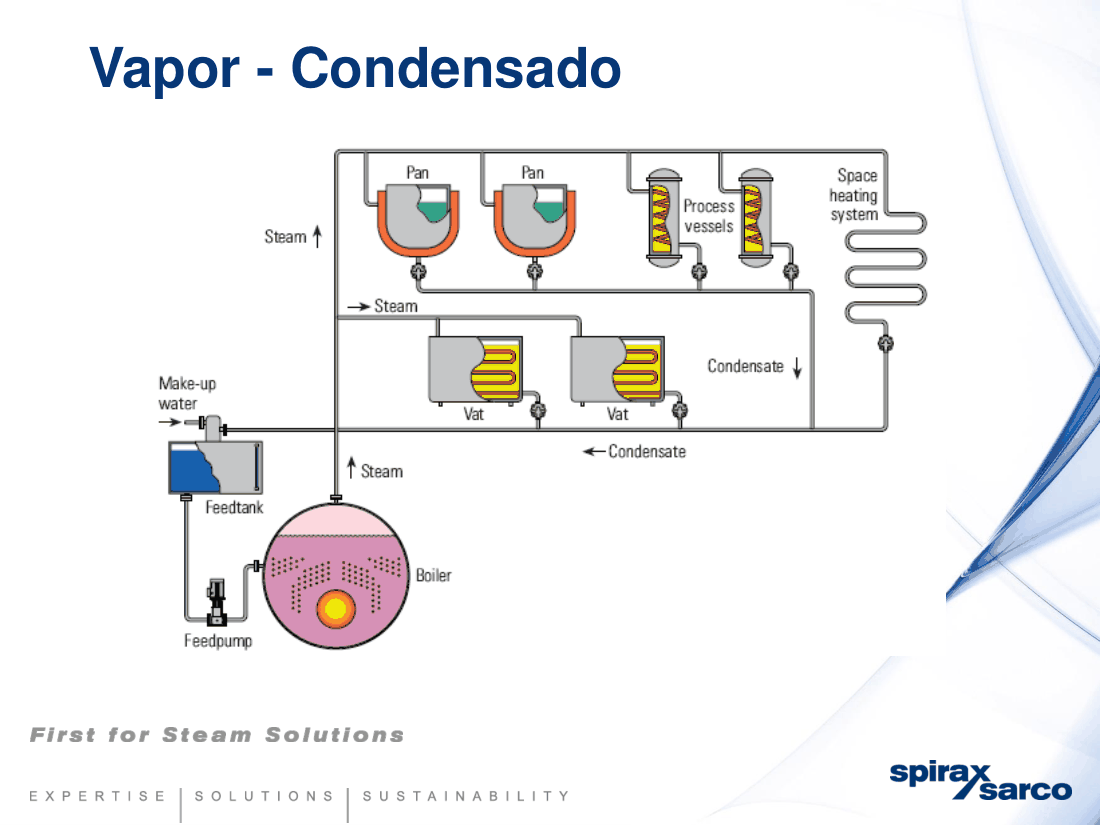 Vapor - Condensado
Pan
Pan
Space
heating
system
Process
vessels
Steam
Steam
Condensate
Make-up
water
Vat
Vat
Condensate
Steam
Feedtank
Boiler
Feedpump
First for Steam Solutions
EXPERTISE SOLUTIONS SUSTAINABILITY
spirax
sarco